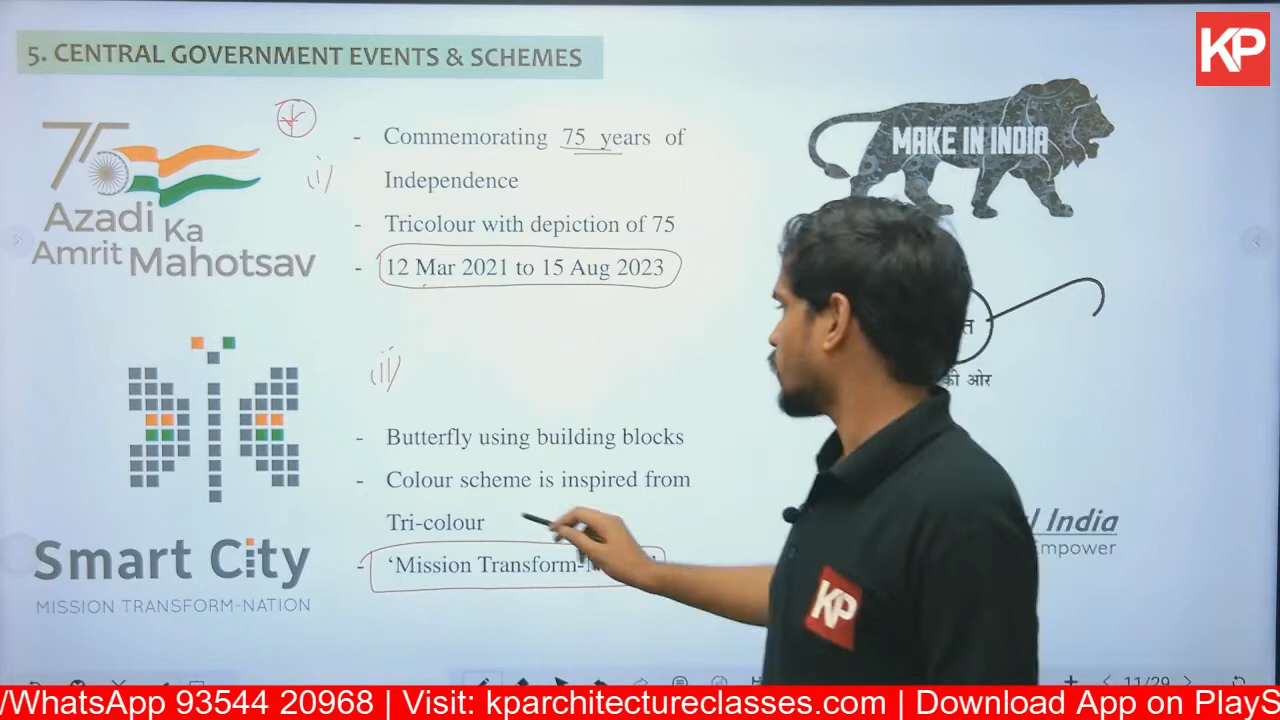 5. CENTRAL GOVERNMENT EVENTS & SCHEMES
KP
75
Azadi Ka
Amrit Mahotsav
(i)
- Commemorating 75 years of
Independence
- Tricolour with depiction of 75
- 12 Mar 2021 to 15 Aug 2023
MAKE IN INDIA
त
की ओर
(ii)
Smart City
MISSION TRANSFORM-NATION
- Butterfly using building blocks
- Colour scheme is inspired from
Tri-colour
- ‘Mission Transform-
l India
Empower
KP
11/29
/WhatsApp 93544 20968 | Visit: kparchitectureclasses.com | Download App on PlayS